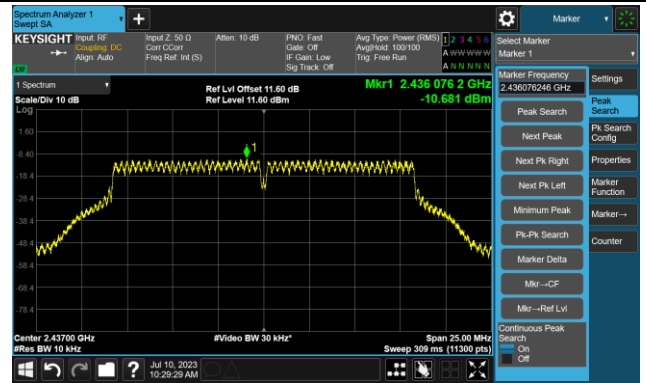 Spectrum Analyzer 1
Swept SA
Marker
KEYSIGHT Input: RF Input Z: 50 Ω Atten: 10 dB PNO: Fast Avg Type: Power (RMS) 1 2 3 4 5 6
Coupling: DC Corr CCorr Gate: Off Avg|Hold: 100/100 A W W W W W
Align: Auto Freq Ref: Int (S) IF Gain: Low Trig: Free Run
Sig Track: Off A N N N N N
Select Marker
Marker 1
1 Spectrum
Scale/Div 10 dB
Log
Ref Lvl Offset 11.60 dB
Ref Level 11.60 dBm
Mkr1 2.436 076 2 GHz
-10.681 dBm
1
1.60
-8.40
-18.4
-28.4
-38.4
-48.4
-58.4
-68.4
-78.4
Center 2.43700 GHz #Video BW 30 kHz* Span 25.00 MHz
#Res BW 10 kHz Sweep 309 ms (11300 pts)
Marker Frequency
2.436076246 GHz
Peak Search
Next Peak
Next Pk Right
Next Pk Left
Minimum Peak
Pk-Pk Search
Marker Delta
Mkr→CF
Mkr→Ref Lvl
Continuous Peak
Search
On
Off
Settings
Peak
Search
Pk Search
Config
Properties
Marker
Function
Marker→
Counter
?
Jul 10, 2023
10:29:29 AM